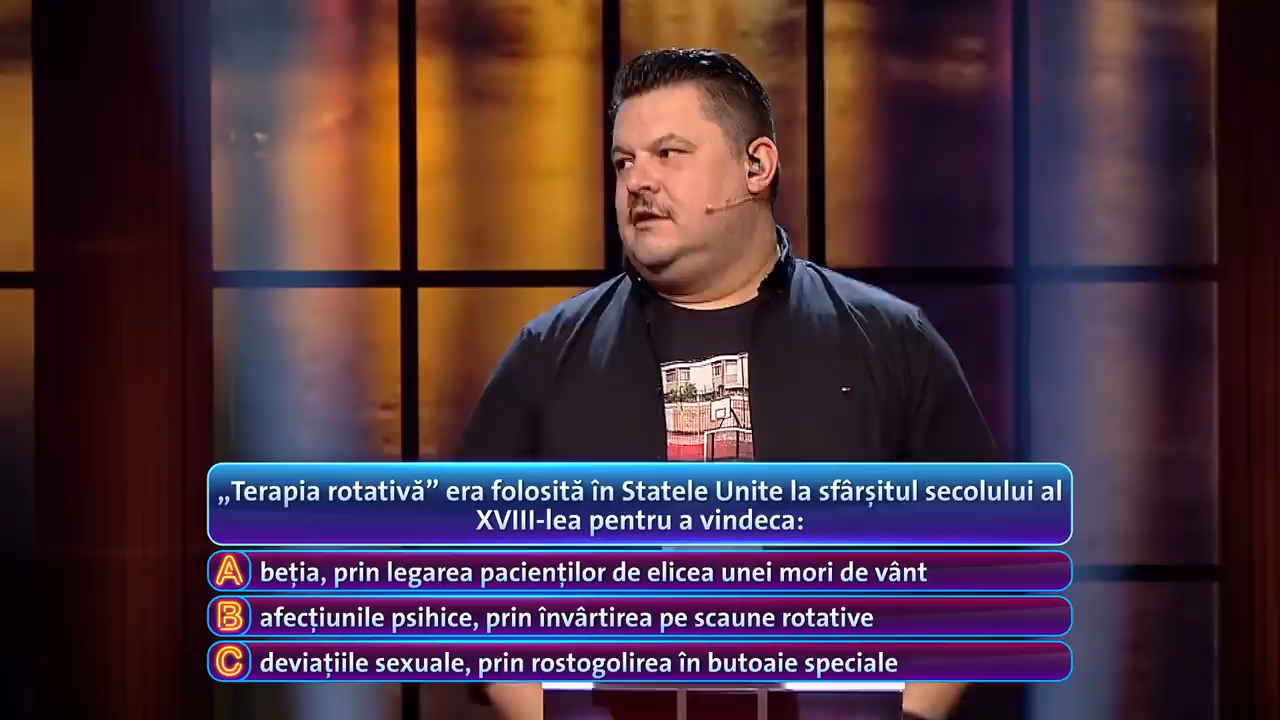 „Terapia rotativă” era folosită în Statele Unite la sfârșitul secolului al
XVIII-lea pentru a vindeca:
A beția, prin legarea pacienților de elicea unei mori de vânt
B afecțiunile psihice, prin învârtirea pe scaune rotative
C deviațiile sexuale, prin rostogolirea în butoaie speciale